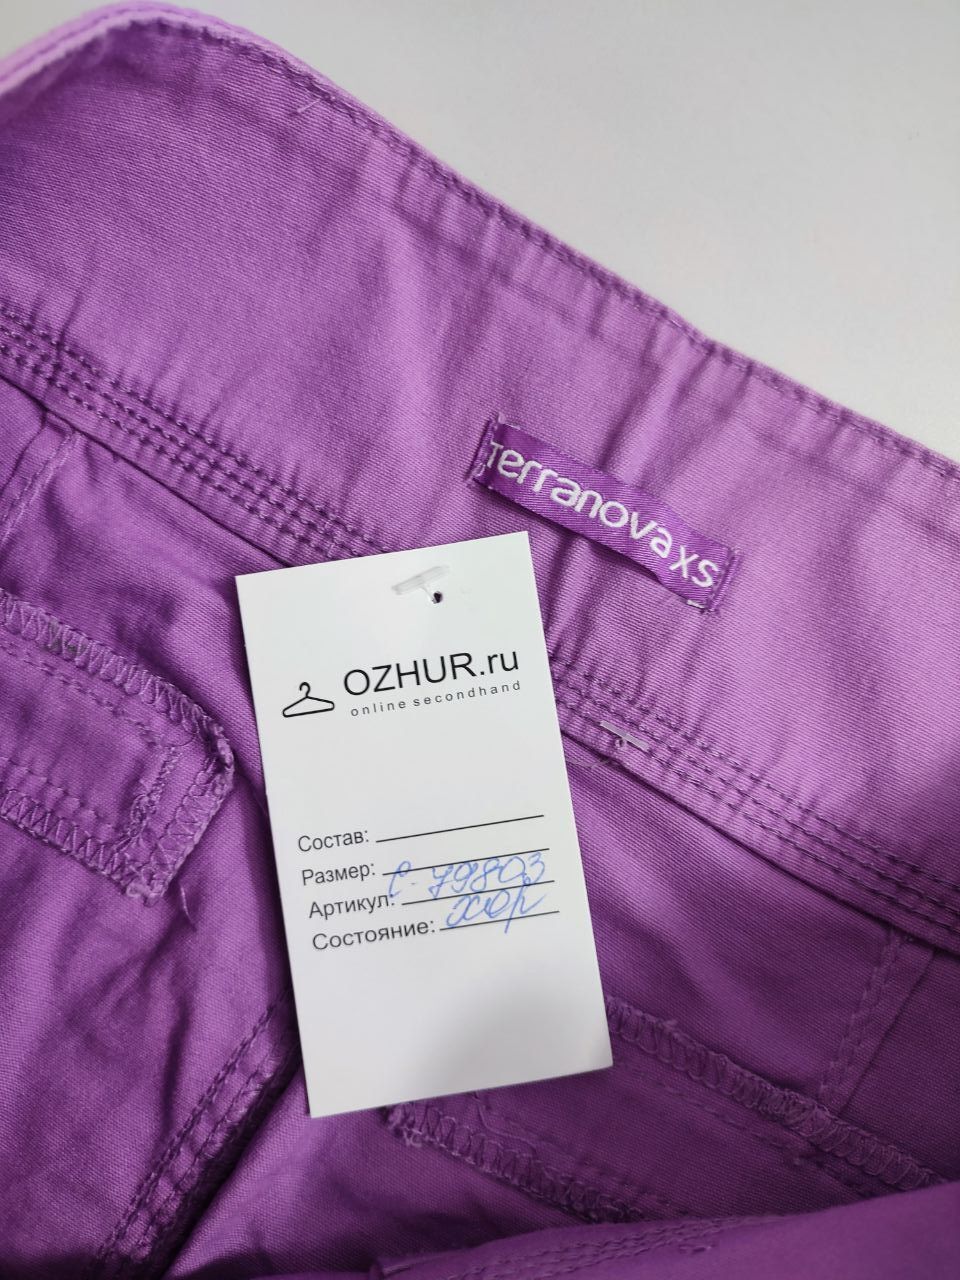 Terranova XS
OZHUR.ru
online secondhand
Состав:
Размер:
Артикул: С-79803
Состояние: хор